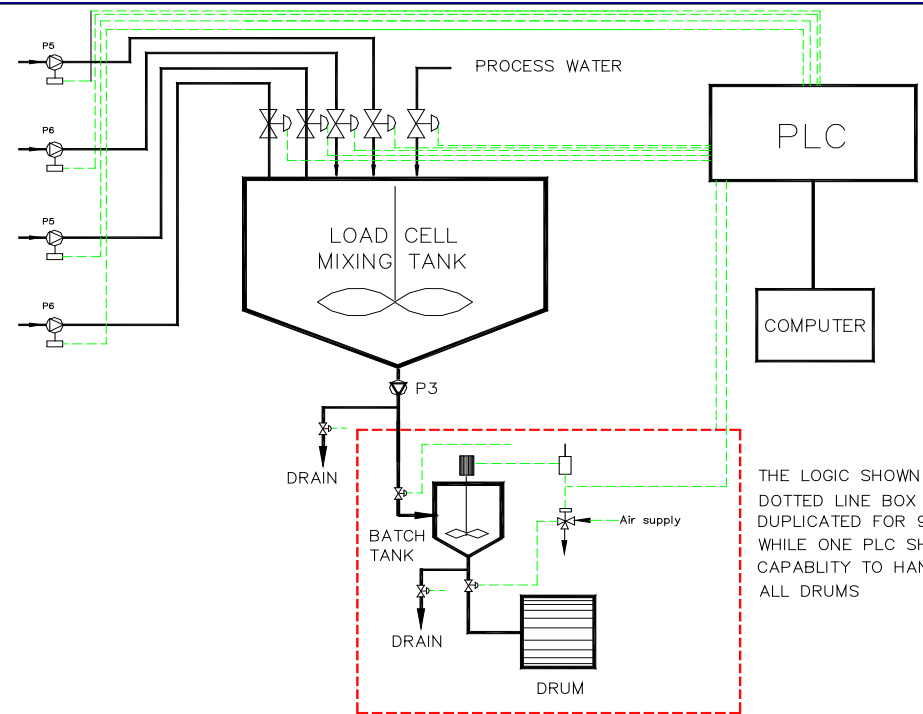 P5
PROCESS WATER
P6
PLC
P5
LOAD CELL
MIXING TANK
P6
COMPUTER
P3
DRAIN
THE LOGIC SHOWN
DOTTED LINE BOX
DUPLICATED FOR 9
WHILE ONE PLC SH
CAPABLITY TO HAN
ALL DRUMS
Air supply
BATCH
TANK
DRAIN
DRUM